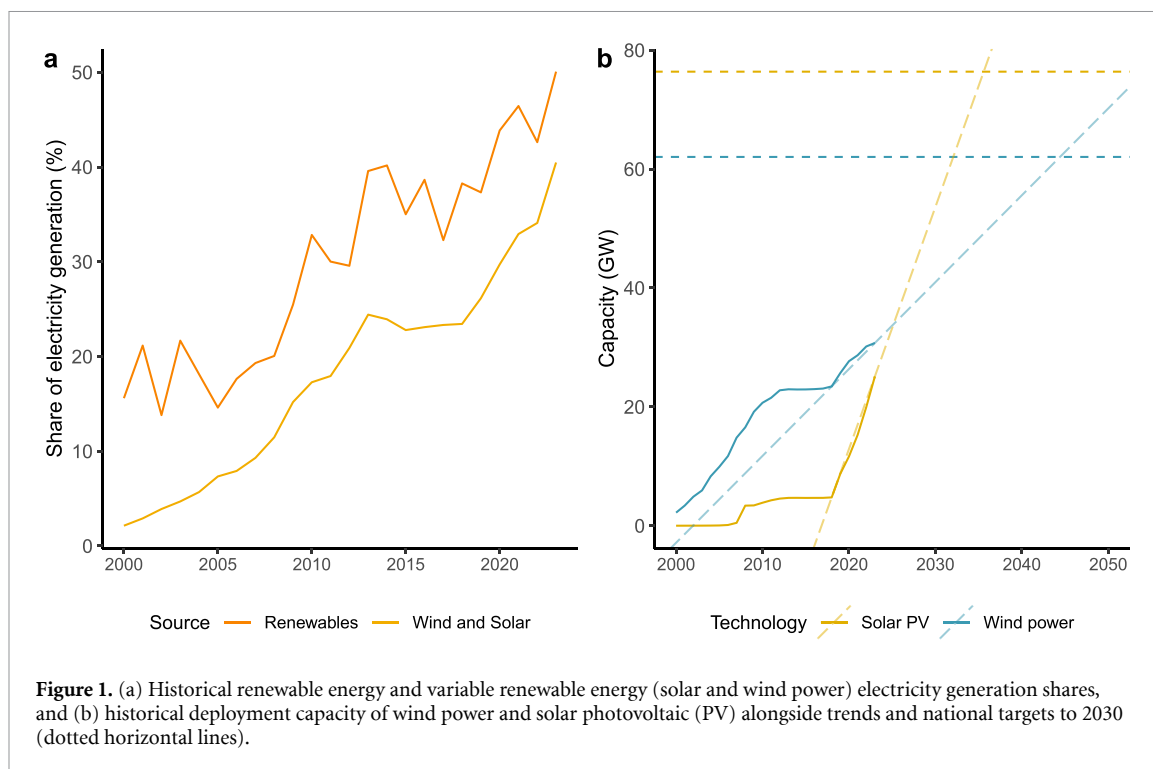 a
Share of electricity generation (%)
50
40
30
20
10
0
2000 2005 2010 2015 2020
Source Renewables Wind and Solar
b
Capacity (GW)
80
60
40
20
0
2000 2010 2020 2030 2040 2050
Technology Solar PV Wind power
Figure 1. (a) Historical renewable energy and variable renewable energy (solar and wind power) electricity generation shares,
and (b) historical deployment capacity of wind power and solar photovoltaic (PV) alongside trends and national targets to 2030
(dotted horizontal lines).